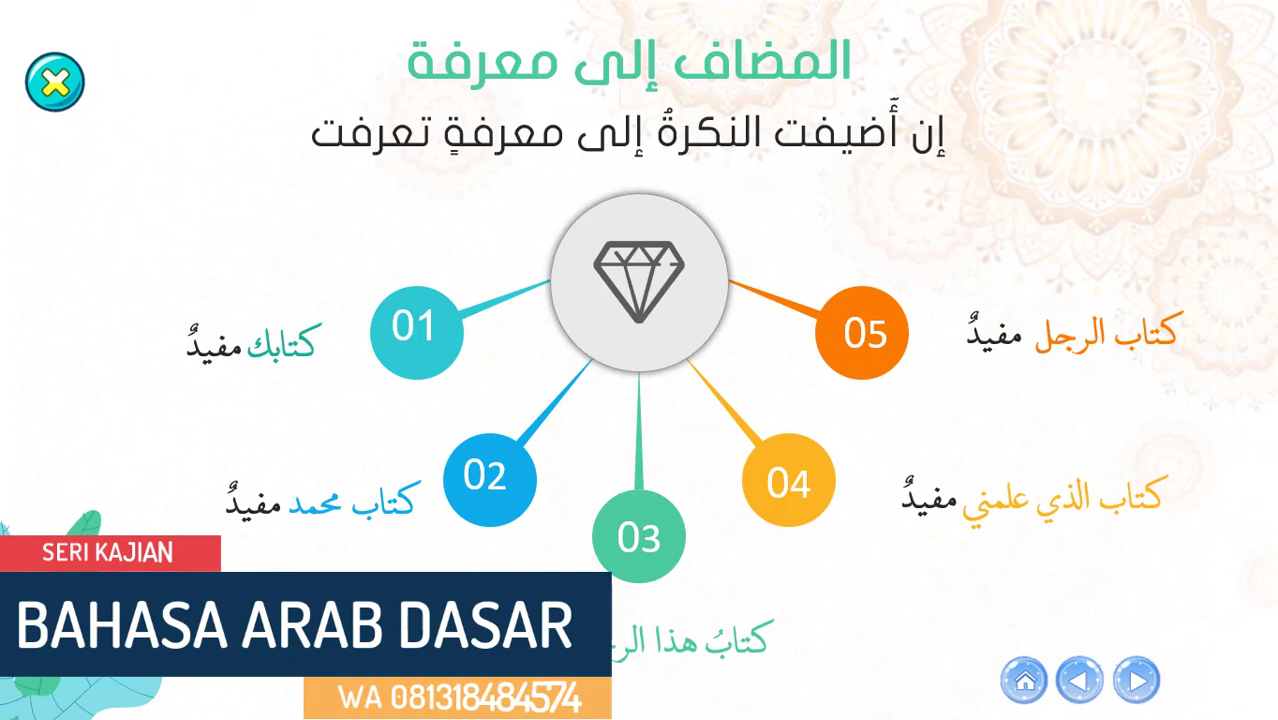 المضاف إلى معرفة
إن أَضيفت النكرةُ إلى معرفةٍ تعرفت
01
كتابك مفيدٌ
02
كتاب محمد مفيدٌ
03
كتابُ هذا
04
كتاب الذي علمني مفيدٌ
05
كتاب الرجل مفيدٌ
SERI KAJIAN
BAHASA ARAB DASAR
WA 081318484574